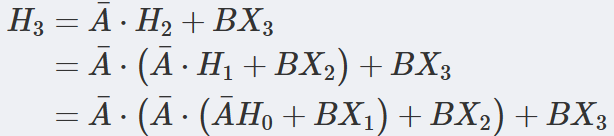 H₃ = Ā · H₂ + BX₃
= Ā · (Ā · H₁ + BX₂) + BX₃
= Ā · (Ā · (ĀH₀ + BX₁) + BX₂) + BX₃